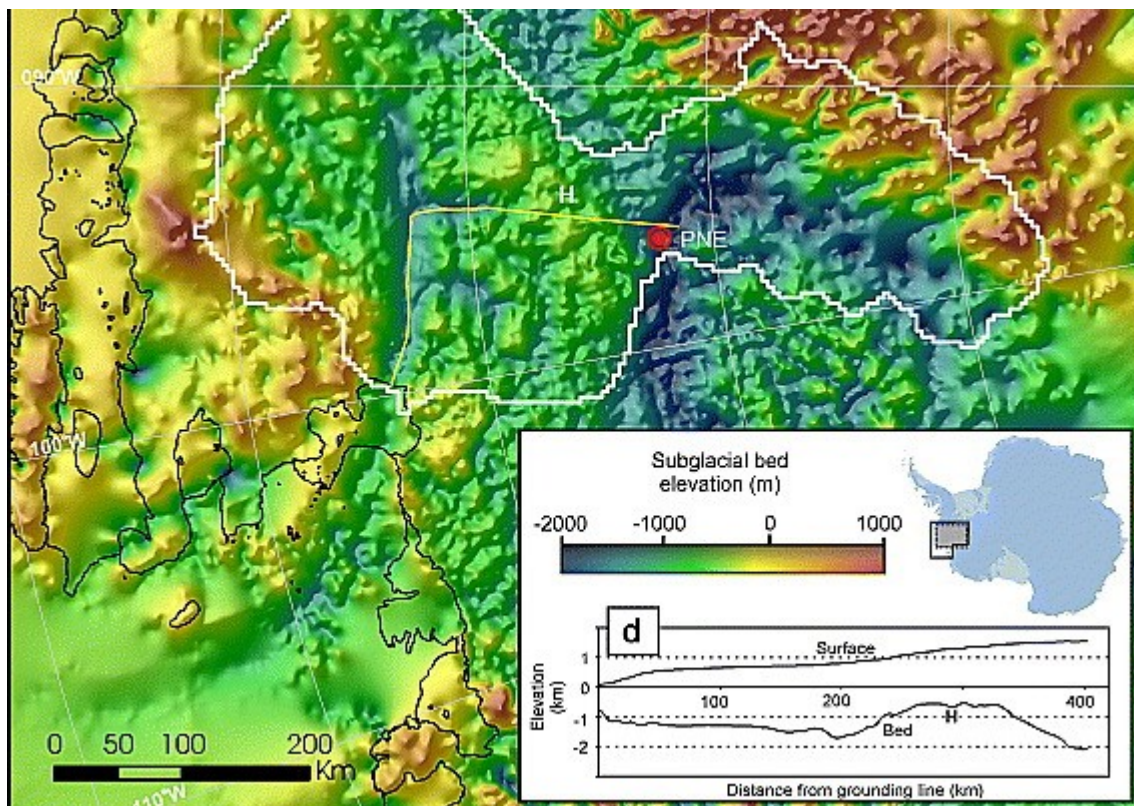 090°W
H
PNE
100°W
110°W
0 50 100 200
Km
Subglacial bed
elevation (m)
-2000 -1000 0 1000
d
Surface
1
0
100 200 400
-1
H
Bed
-2
Elevation
(km)
Distance from grounding line (km)